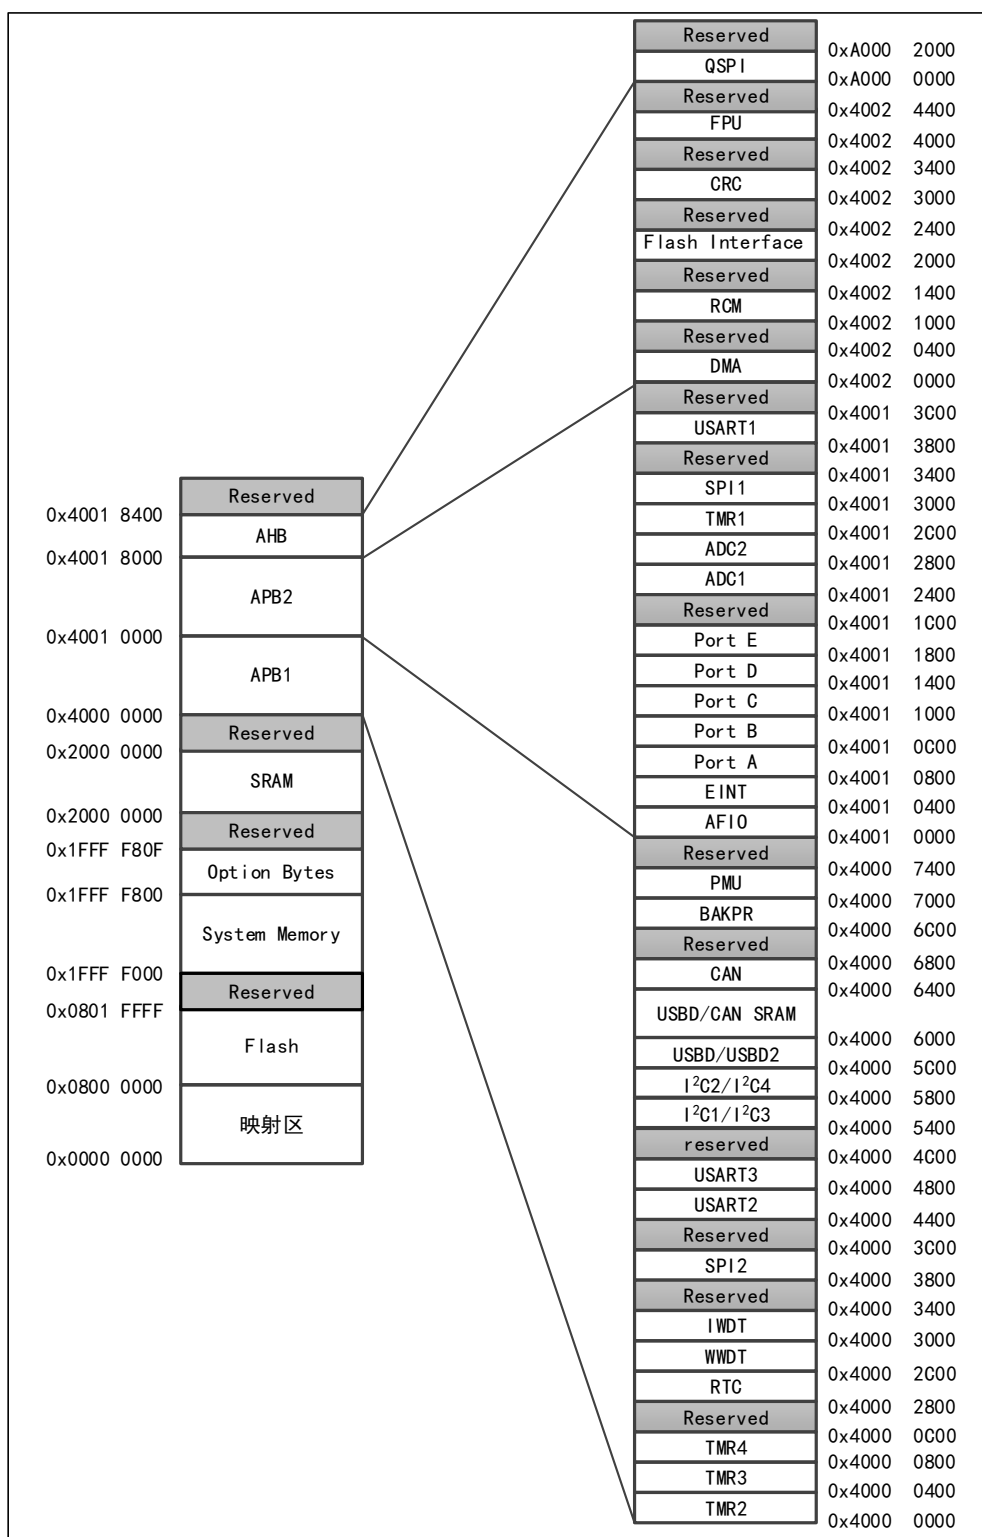 Reserved
0xA000 2000
QSPI
0xA000 0000
Reserved
0x4002 4400
FPU
0x4002 4000
Reserved
0x4002 3400
CRC
0x4002 3000
Reserved
0x4002 2400
Flash Interface
0x4002 2000
Reserved
0x4002 1400
RCM
0x4002 1000
Reserved
0x4002 0400
DMA
0x4002 0000
Reserved
0x4001 3C00
USART1
0x4001 3800
Reserved
0x4001 3400
SPI1
0x4001 3000
TMR1
0x4001 2C00
ADC2
0x4001 2800
ADC1
0x4001 2400
Reserved
0x4001 1C00
Port E
0x4001 1800
Port D
0x4001 1400
Port C
0x4001 1000
Port B
0x4001 0C00
Port A
0x4001 0800
EINT
0x4001 0400
AFIO
0x4001 0000
Reserved
0x4000 7400
PMU
0x4000 7000
BAKPR
0x4000 6C00
Reserved
0x4000 6800
CAN
0x4000 6400
USBD/CAN SRAM
0x4000 6000
USBD/USBD2
0x4000 5C00
I²C2/I²C4
0x4000 5800
I²C1/I²C3
0x4000 5400
reserved
0x4000 4C00
USART3
0x4000 4800
USART2
0x4000 4400
Reserved
0x4000 3C00
SPI2
0x4000 3800
Reserved
0x4000 3400
IWDT
0x4000 3000
WWDT
0x4000 2C00
RTC
0x4000 2800
Reserved
0x4000 0C00
TMR4
0x4000 0800
TMR3
0x4000 0400
TMR2
0x4000 0000
Reserved
0x4001 8400
AHB
0x4001 8000
APB2
0x4001 0000
APB1
0x4000 0000
Reserved
0x2000 0000
SRAM
0x2000 0000
Reserved
0x1FFF F80F
Option Bytes
0x1FFF F800
System Memory
0x1FFF F000
Reserved
0x0801 FFFF
Flash
0x0800 0000
映射区
0x0000 0000